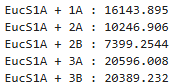 EucS1A + 1A : 16143.895
EucS1A + 2A : 10246.906
EucS1A + 2B : 7399.2544
EucS1A + 3A : 20596.008
EucS1A + 3B : 20389.232